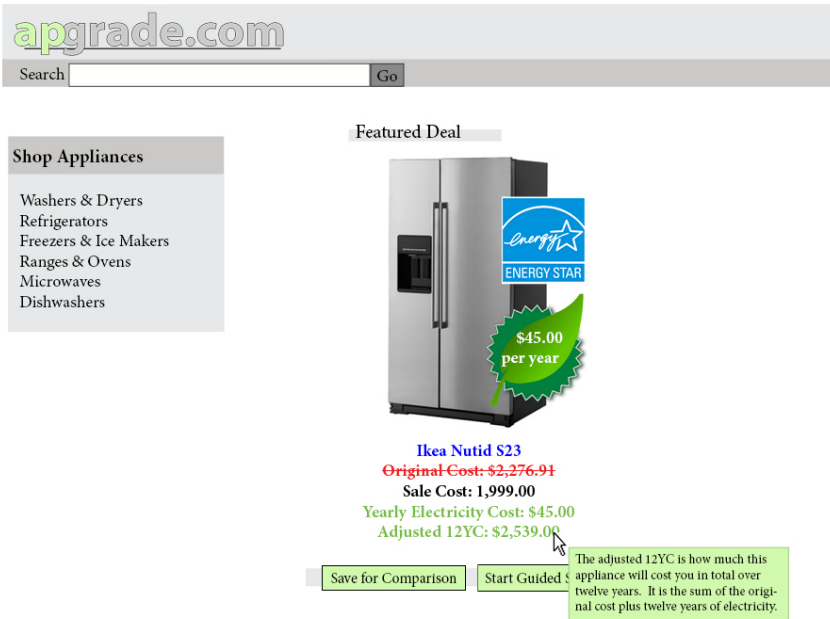 apgrade.com
Search
Go
Featured Deal
Shop Appliances
Washers & Dryers
Refrigerators
Freezers & Ice Makers
Ranges & Ovens
Microwaves
Dishwashers
energy
ENERGY STAR
$45.00
per year
Ikea Nutid S23
Original Cost: $2,276.91
Sale Cost: 1,999.00
Yearly Electricity Cost: $45.00
Adjusted 12YC: $2,539.00
Save for Comparison
Start Guided
The adjusted 12YC is how much this
appliance will cost you in total over
twelve years. It is the sum of the origi-
nal cost plus twelve years of electricity.